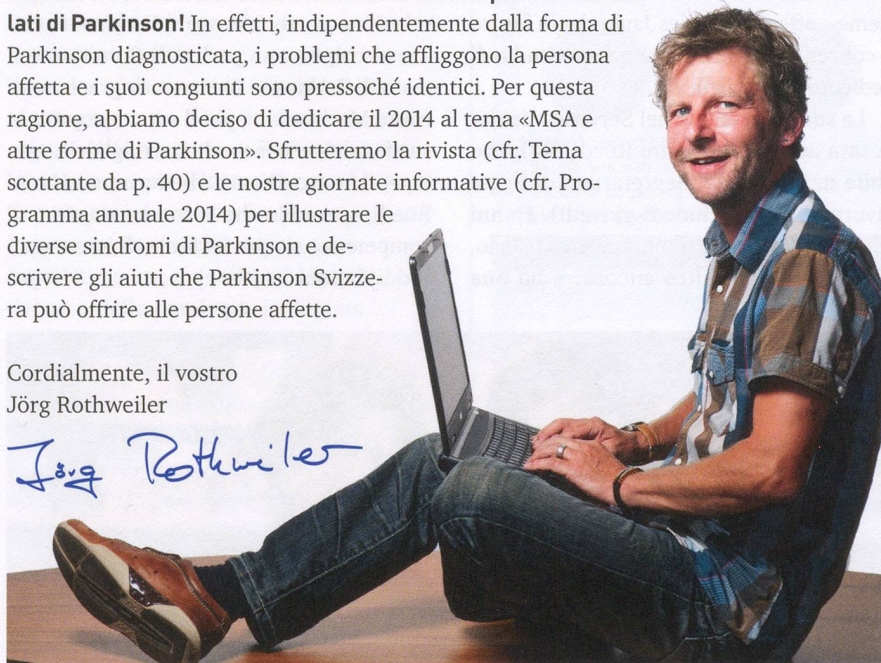 lati di Parkinson! In effetti, indipendentemente dalla forma di
Parkinson diagnosticata, i problemi che affliggono la persona
affetta e i suoi congiunti sono pressoché identici. Per questa
ragione, abbiamo deciso di dedicare il 2014 al tema «MSA e
altre forme di Parkinson». Sfrutteremo la rivista (cfr. Tema
scottante da p. 40) e le nostre giornate informative (cfr. Pro-
gramma annuale 2014) per illustrare le
diverse sindromi di Parkinson e de-
scrivere gli aiuti che Parkinson Svizze-
ra può offrire alle persone affette.
Cordialmente, il vostro
Jörg Rothweiler
Jörg Rothweiler